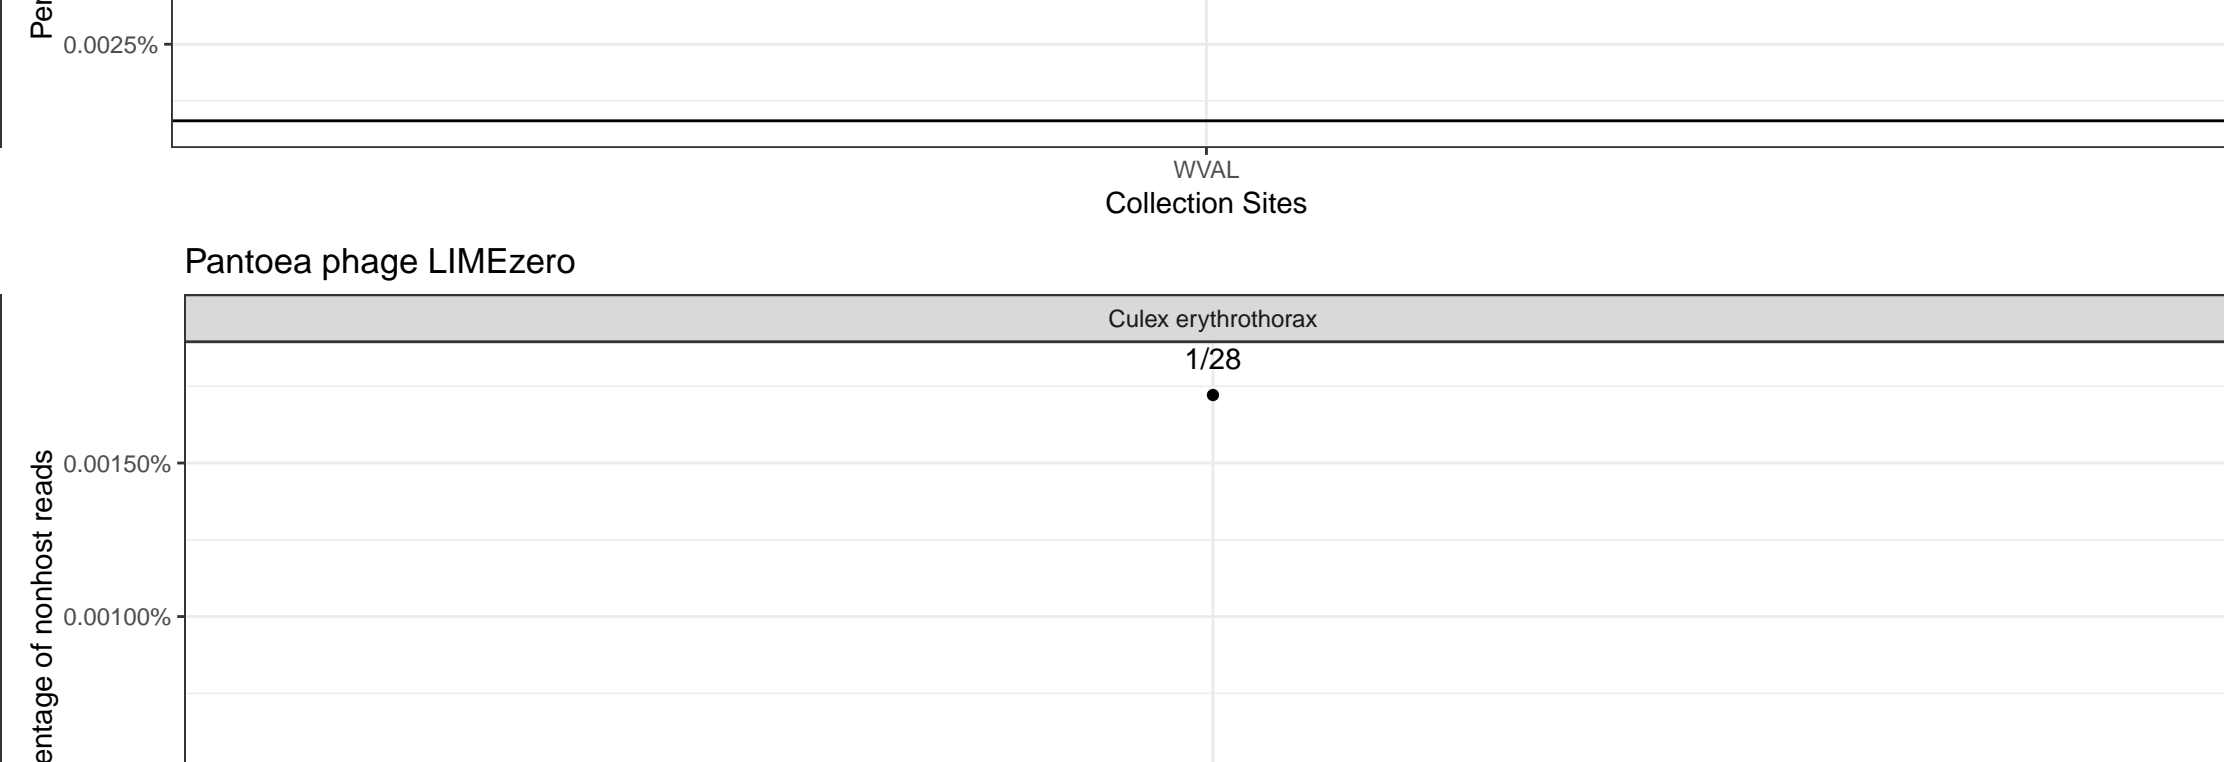 0.0025%
WVAL
Collection Sites
Pantoea phage LIMEzero
Culex erythrothorax
1/28
0.00150%
0.00100%
entage of nonhost reads